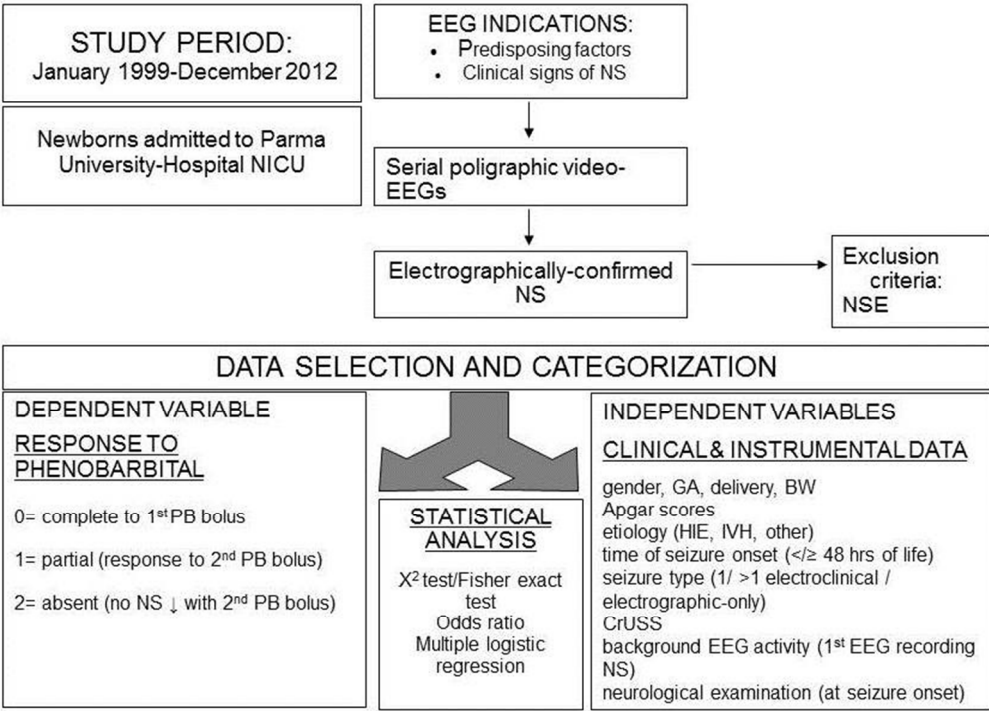 STUDY PERIOD:
January 1999-December 2012
Newborns admitted to Parma
University-Hospital NICU
EEG INDICATIONS:
• Predisposing factors
• Clinical signs of NS
Serial poligraphic video-
EEGs
Electrographically-confirmed
NS
Exclusion
criteria:
NSE
DATA SELECTION AND CATEGORIZATION
DEPENDENT VARIABLE
RESPONSE TO
PHENOBARBITAL
0= complete to 1st PB bolus
1= partial (response to 2nd PB bolus)
2= absent (no NS ↓ with 2nd PB bolus)
STATISTICAL
ANALYSIS
X2 test/Fisher exact
test
Odds ratio
Multiple logistic
regression
INDEPENDENT VARIABLES
CLINICAL & INSTRUMENTAL DATA
gender, GA, delivery, BW
Apgar scores
etiology (HIE, IVH, other)
time of seizure onset (</≥ 48 hrs of life)
seizure type (1/ >1 electroclinical /
electrographic-only)
CrUSS
background EEG activity (1st EEG recording
NS)
neurological examination (at seizure onset)